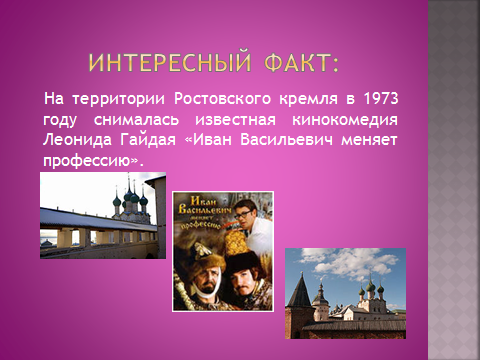 ИНТЕРЕСНЫЙ ФАКТ:
На территории Ростовского кремля в 1973
году снималась известная кинокомедия
Леонида Гайдая «Иван Васильевич меняет
профессию».
Иван
Васильевич
меняет
профессию